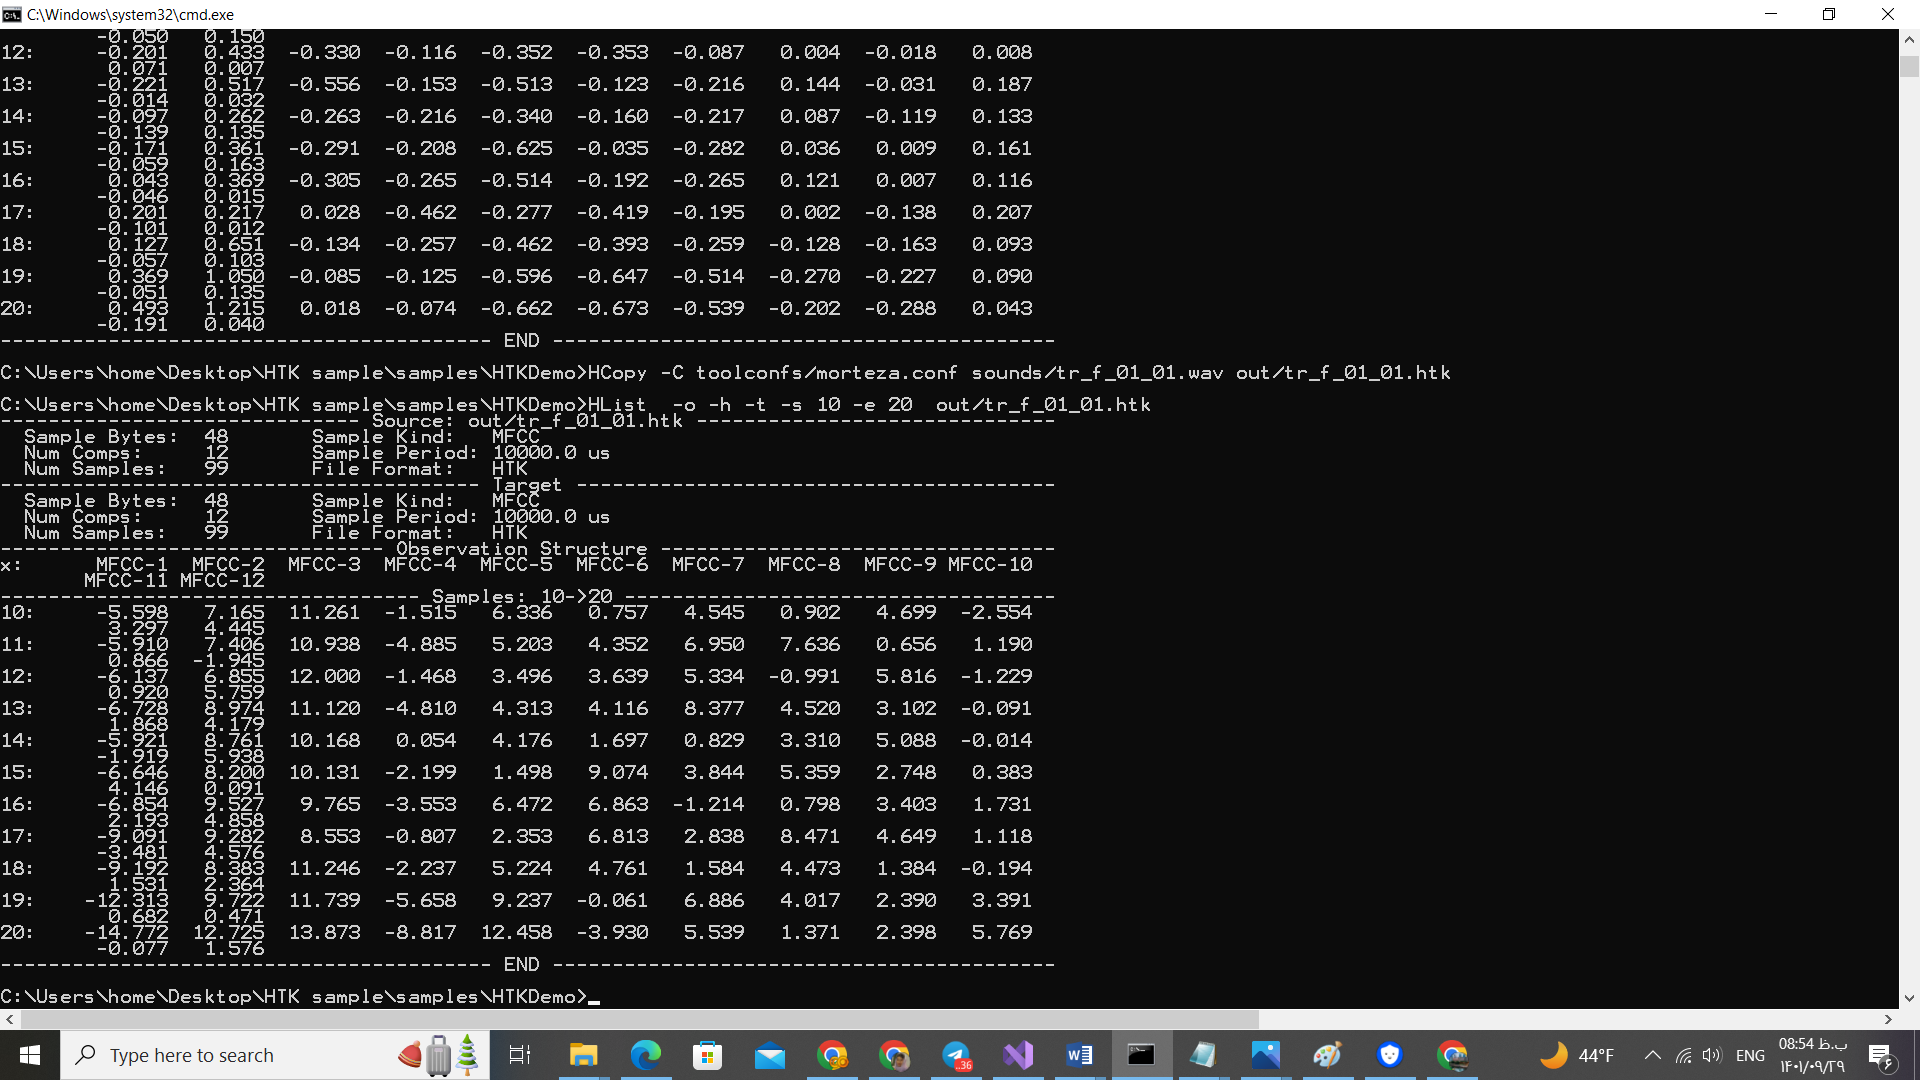 C:\Windows\system32\cmd.exe
-0.050 0.150
12: -0.201 0.433 -0.330 -0.116 -0.352 -0.353 -0.087 0.004 -0.018 0.008
0.071 0.007
13: -0.221 0.517 -0.556 -0.153 -0.513 -0.123 -0.216 0.144 -0.031 0.187
-0.014 0.032
14: -0.097 0.262 -0.263 -0.216 -0.340 -0.160 -0.217 0.087 -0.119 0.133
-0.139 0.135
15: -0.171 0.361 -0.291 -0.208 -0.625 -0.035 -0.282 0.036 0.009 0.161
-0.059 0.163
16: 0.043 0.369 -0.305 -0.265 -0.514 -0.192 -0.265 0.121 0.007 0.116
-0.046 0.015
17: 0.201 0.217 0.028 -0.462 -0.277 -0.419 -0.195 0.002 -0.138 0.207
-0.101 0.012
18: 0.127 0.651 -0.134 -0.257 -0.462 -0.393 -0.259 -0.128 -0.163 0.093
-0.057 0.103
19: 0.369 1.050 -0.085 -0.125 -0.596 -0.647 -0.514 -0.270 -0.227 0.090
-0.051 0.135
20: 0.493 1.215 0.018 -0.074 -0.662 -0.673 -0.539 -0.202 -0.288 0.043
-0.191 0.040
----------------------------------------- END ------------------------------------------
C:\Users\home\Desktop\HTK sample\samples\HTKDemo>HCopy -C toolconfs/morteza.conf sounds/tr_f_01_01.wav out/tr_f_01_01.htk
C:\Users\home\Desktop\HTK sample\samples\HTKDemo>HList  -o -h -t -s 10 -e 20  out/tr_f_01_01.htk
------------------------------ Source: out/tr_f_01_01.htk ------------------------------
Sample Bytes: 48 Sample Kind: MFCC
Num Comps: 12 Sample Period: 10000.0 us
Num Samples: 99 File Format: HTK
---------------------------------------- Target ----------------------------------------
Sample Bytes: 48 Sample Kind: MFCC
Num Comps: 12 Sample Period: 10000.0 us
Num Samples: 99 File Format: HTK
-------------------------------- Observation Structure ---------------------------------
x: MFCC-1 MFCC-2 MFCC-3 MFCC-4 MFCC-5 MFCC-6 MFCC-7 MFCC-8 MFCC-9 MFCC-10
MFCC-11 MFCC-12
----------------------------------- Samples: 10->20 ------------------------------------
10: -5.598 7.165 11.261 -1.515 6.336 0.757 4.545 0.902 4.699 -2.554
3.297 4.445
11: -5.910 7.406 10.938 -4.885 5.203 4.352 6.950 7.636 0.656 1.190
0.866 -1.945
12: -6.137 6.855 12.000 -1.468 3.496 3.639 5.334 -0.991 5.816 -1.229
0.920 5.759
13: -6.728 8.974 11.120 -4.810 4.313 4.116 8.377 4.520 3.102 -0.091
1.868 4.179
14: -5.921 8.761 10.168 0.054 4.176 1.697 0.829 3.310 5.088 -0.014
-1.919 5.938
15: -6.646 8.200 10.131 -2.199 1.498 9.074 3.844 5.359 2.748 0.383
4.146 0.091
16: -6.854 9.527 9.765 -3.553 6.472 6.863 -1.214 0.798 3.403 1.731
2.193 4.858
17: -9.091 9.282 8.553 -0.807 2.353 6.813 2.838 8.471 4.649 1.118
-3.481 4.576
18: -9.192 8.383 11.246 -2.237 5.224 4.761 1.584 4.473 1.384 -0.194
1.531 2.364
19: -12.313 9.722 11.739 -5.658 9.237 -0.061 6.886 4.017 2.390 3.391
0.682 0.471
20: -14.772 12.725 13.873 -8.817 12.458 -3.930 5.539 1.371 2.398 5.769
-0.077 1.576
----------------------------------------- END ------------------------------------------
C:\Users\home\Desktop\HTK sample\samples\HTKDemo>_
Type here to search
..36
44°F
ENG
08:54 ب.ظ
۱۴۰۱/۰۹/۲۹
۶